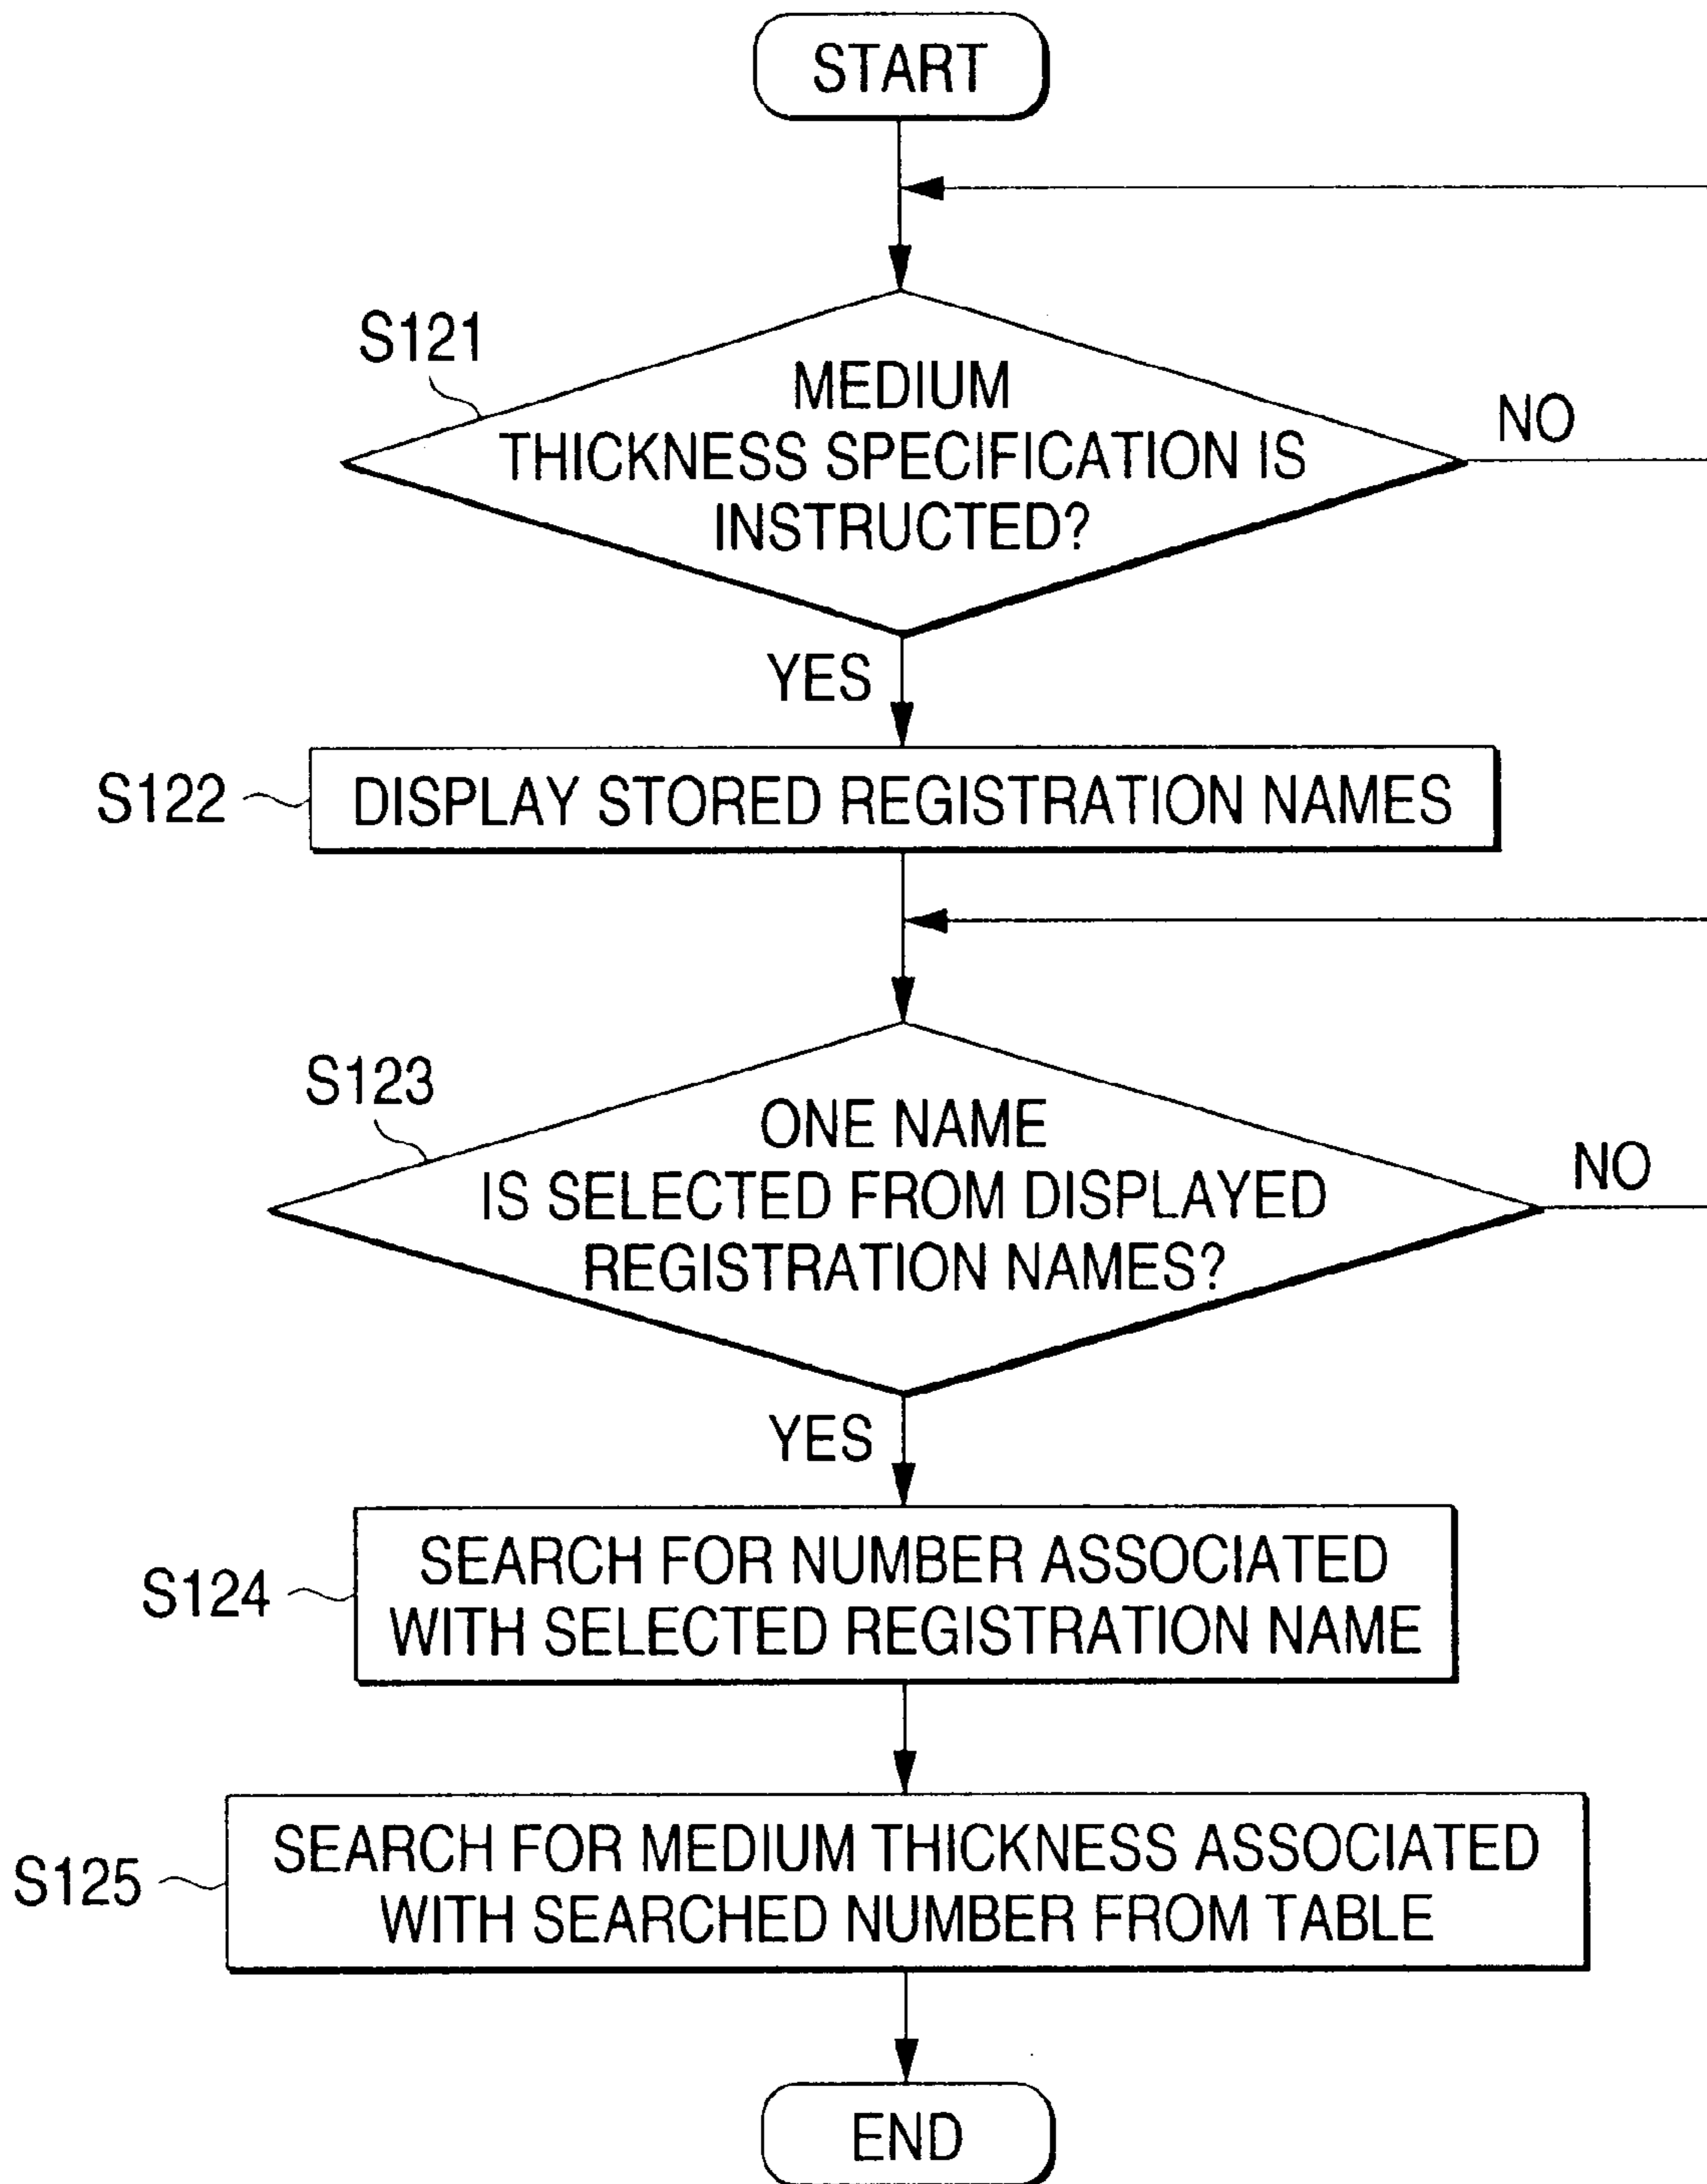 START
S121
MEDIUM
THICKNESS SPECIFICATION IS
INSTRUCTED?
NO
YES
S122
DISPLAY STORED REGISTRATION NAMES
S123
ONE NAME
IS SELECTED FROM DISPLAYED
REGISTRATION NAMES?
NO
YES
S124
SEARCH FOR NUMBER ASSOCIATED
WITH SELECTED REGISTRATION NAME
S125
SEARCH FOR MEDIUM THICKNESS ASSOCIATED
WITH SEARCHED NUMBER FROM TABLE
END